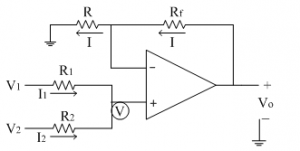 R
Rf
I
I
V1
R1
I1
V
V2
R2
I2
−
+
+
Vo
−